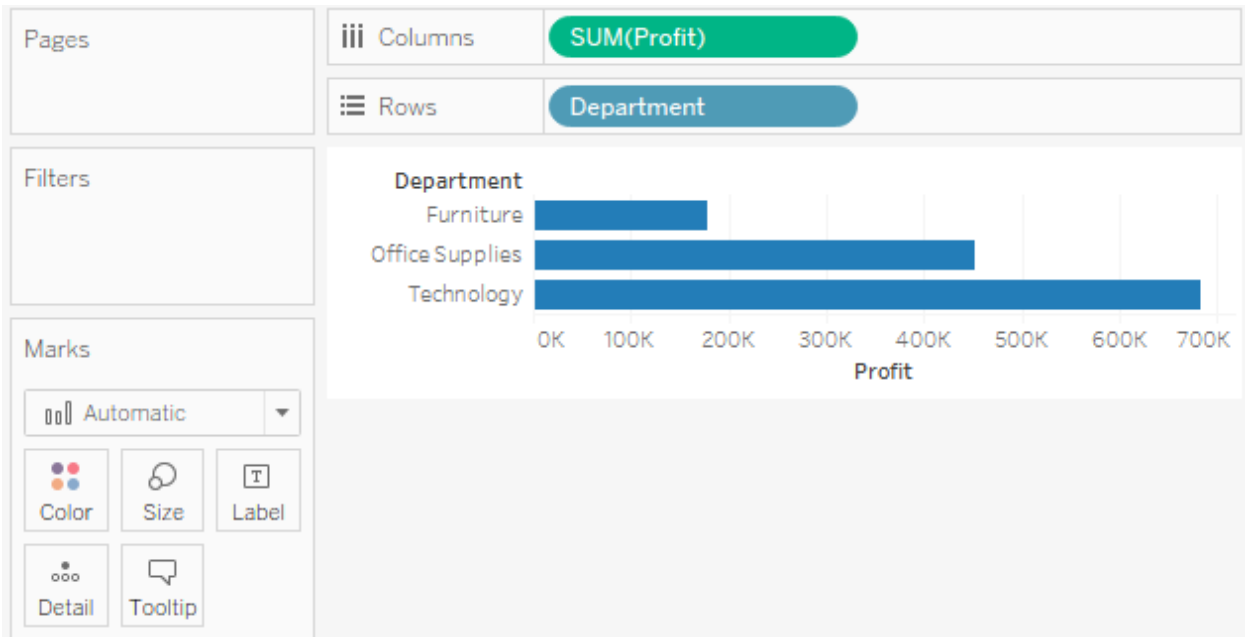 Pages
Columns SUM(Profit)
Rows Department
Filters
Department
Furniture
Office Supplies
Technology
0K 100K 200K 300K 400K 500K 600K 700K
Profit
Marks
Automatic
Color Size T Label
Detail Tooltip